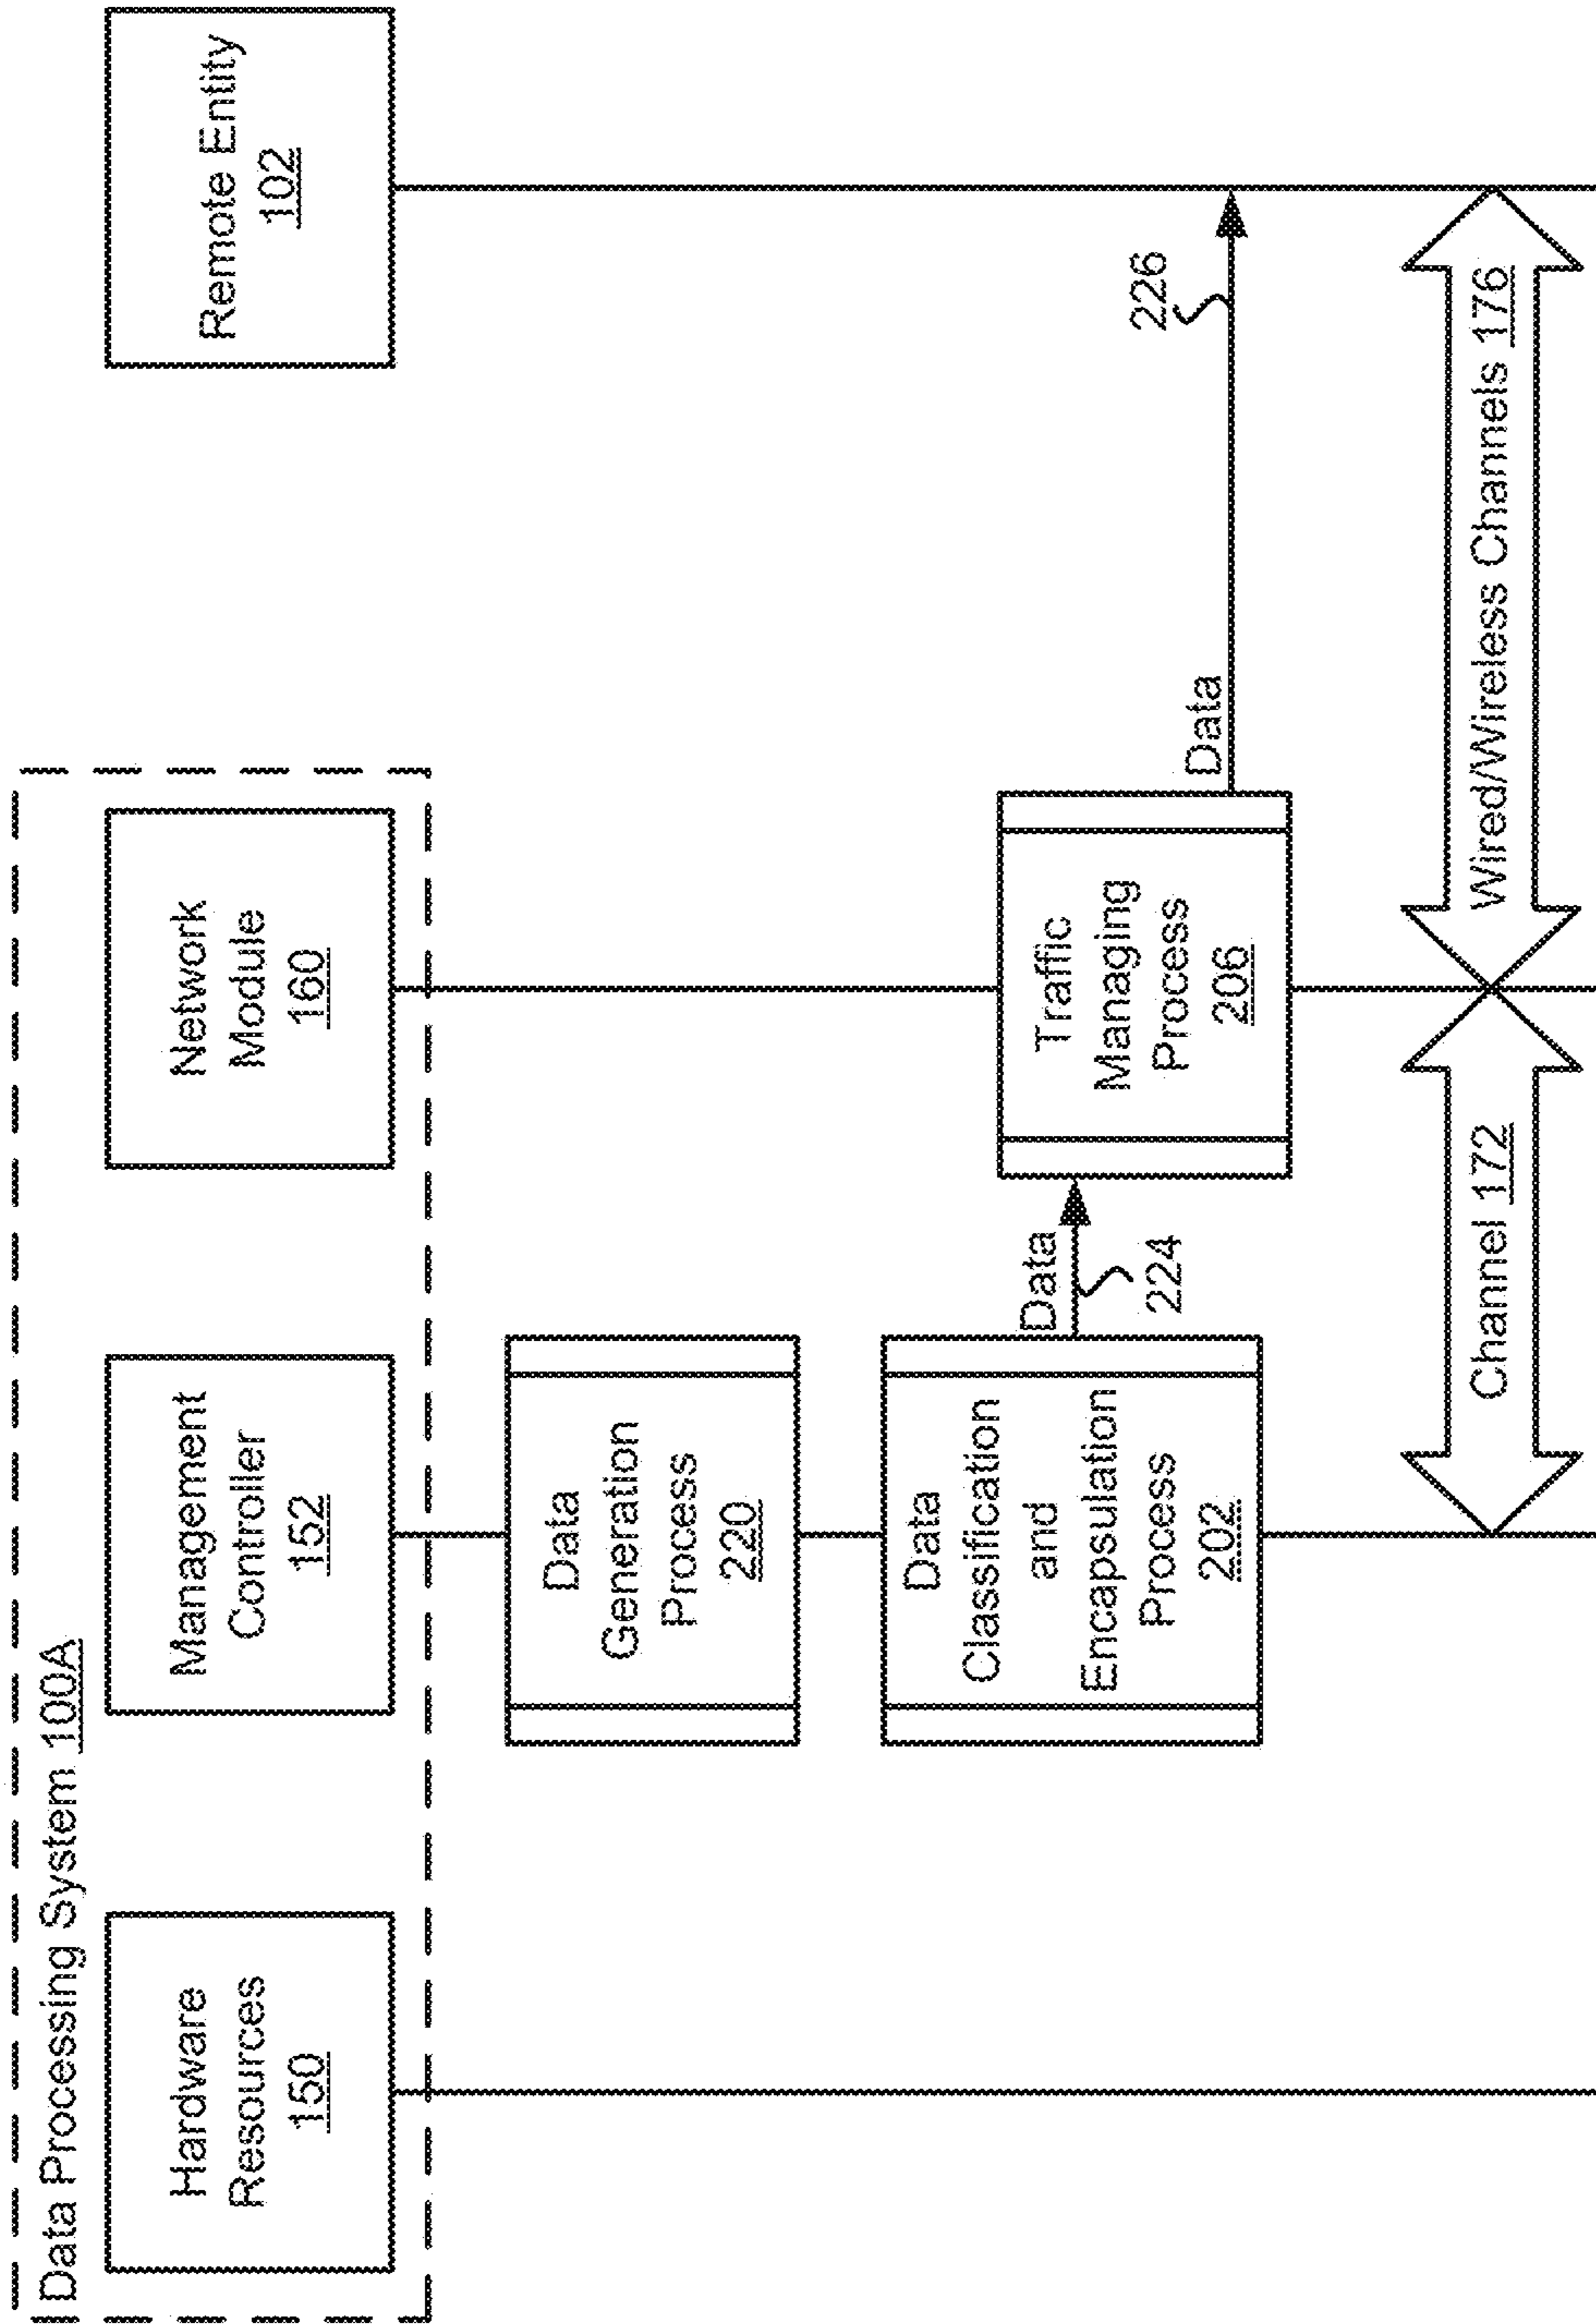 Data Processing System 100A
Hardware
Resources
150
Management
Controller
152
Network
Module
160
Remote Entity
102
Data
Generation
Process
220
Data
Classification
and
Encapsulation
Process
202
Data
224
Traffic
Managing
Process
206
Data
226
Channel 172
Wired/Wireless Channels 176